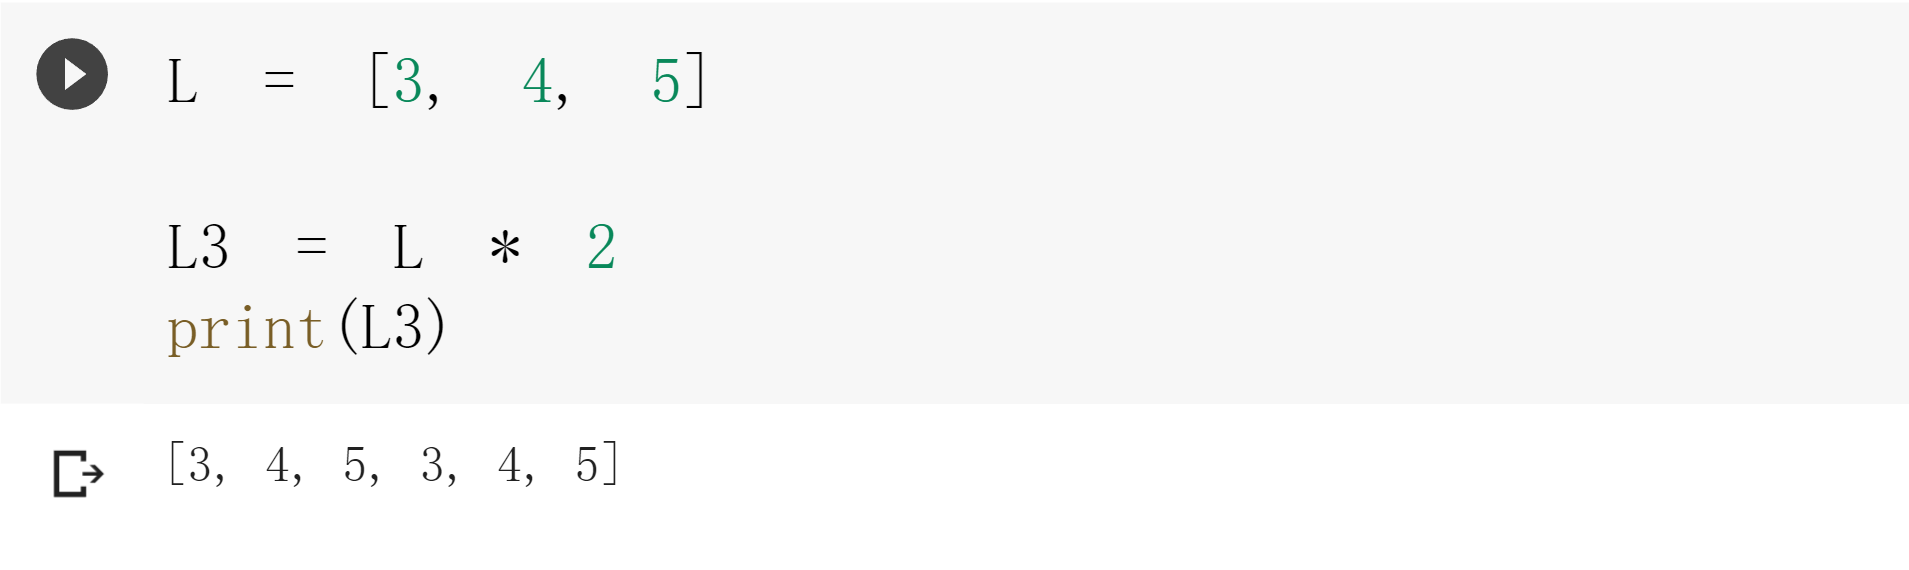 L = [3, 4, 5]
L3 = L * 2
print(L3)
[3, 4, 5, 3, 4, 5]